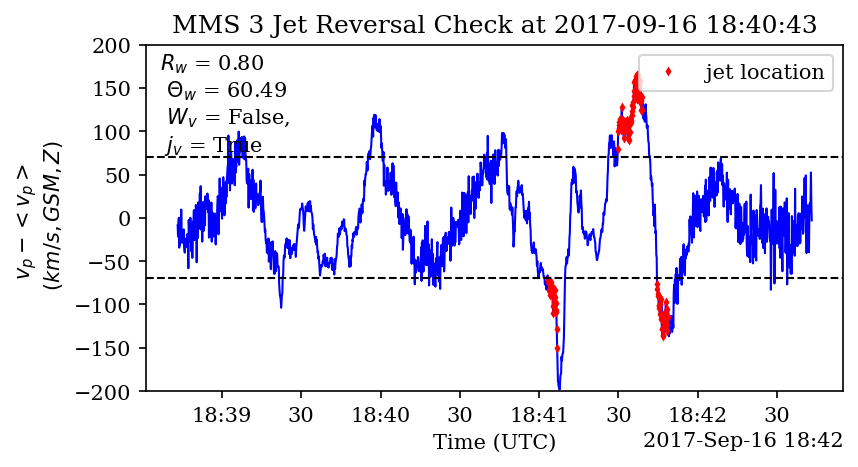 MMS 3 Jet Reversal Check at 2017-09-16 18:40:43
R_w = 0.80
Θ_w = 60.49
W_v = False,
j_v = True
jet location
v_p − < v_p >
(km/s, GSM, Z)
200
150
100
50
0
−50
−100
−150
−200
18:39 30 18:40 30 18:41 30 18:42 30
Time (UTC)
2017-Sep-16 18:42